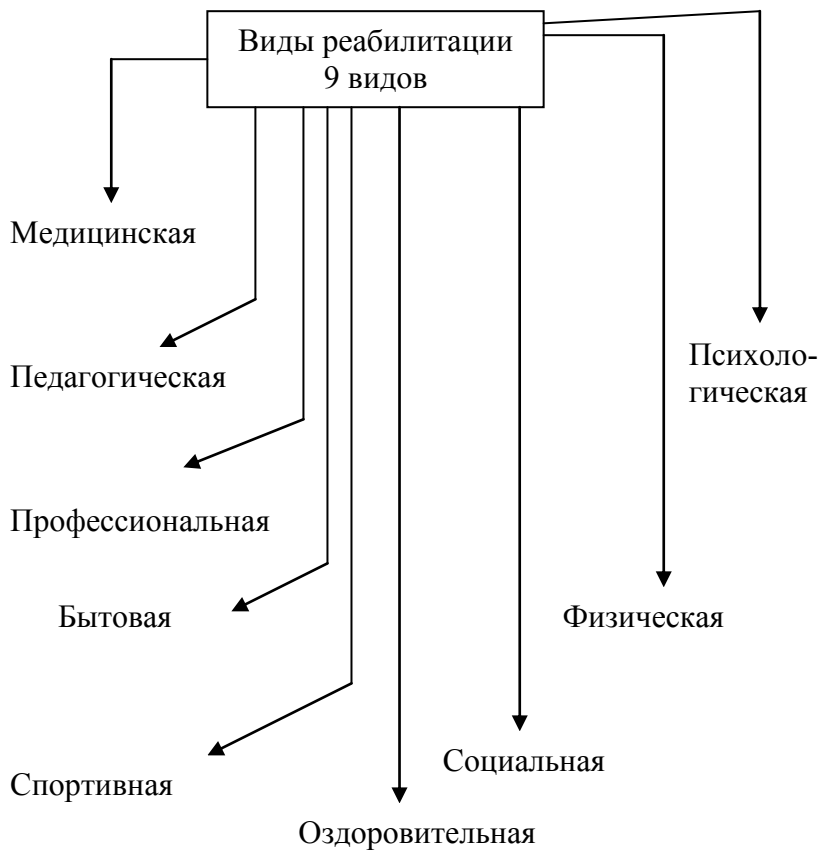 Виды реабилитации
9 видов
Медицинская
Педагогическая
Психоло-
гическая
Профессиональная
Бытовая
Физическая
Спортивная
Социальная
Оздоровительная